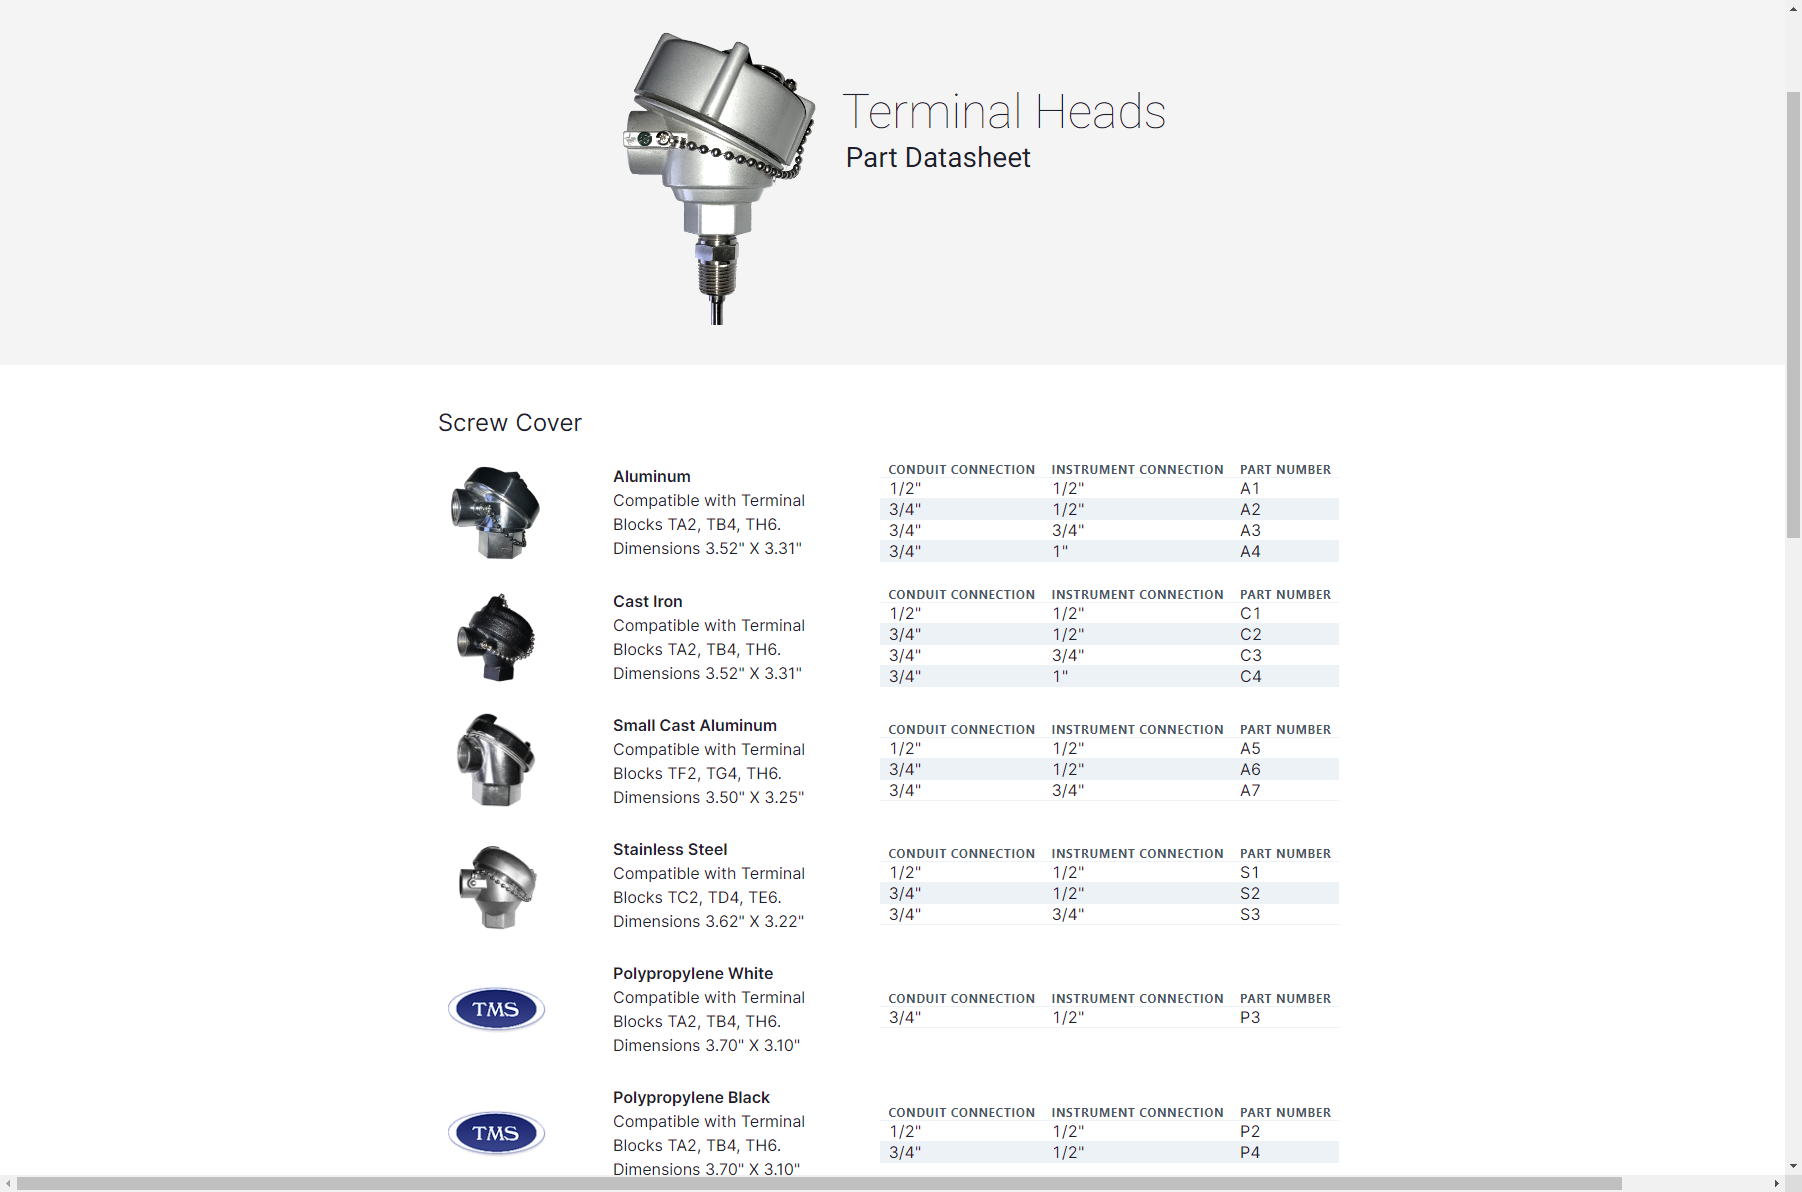 Terminal Heads
Part Datasheet
Screw Cover
Aluminum
Compatible with Terminal
Blocks TA2, TB4, TH6.
Dimensions 3.52" X 3.31"
CONDUIT CONNECTION INSTRUMENT CONNECTION PART NUMBER
1/2" 1/2" A1
3/4" 1/2" A2
3/4" 3/4" A3
3/4" 1" A4
Cast Iron
Compatible with Terminal
Blocks TA2, TB4, TH6.
Dimensions 3.52" X 3.31"
CONDUIT CONNECTION INSTRUMENT CONNECTION PART NUMBER
1/2" 1/2" C1
3/4" 1/2" C2
3/4" 3/4" C3
3/4" 1" C4
Small Cast Aluminum
Compatible with Terminal
Blocks TF2, TG4, TH6.
Dimensions 3.50" X 3.25"
CONDUIT CONNECTION INSTRUMENT CONNECTION PART NUMBER
1/2" 1/2" A5
3/4" 1/2" A6
3/4" 3/4" A7
Stainless Steel
Compatible with Terminal
Blocks TC2, TD4, TE6.
Dimensions 3.62" X 3.22"
CONDUIT CONNECTION INSTRUMENT CONNECTION PART NUMBER
1/2" 1/2" S1
3/4" 1/2" S2
3/4" 3/4" S3
TMS
Polypropylene White
Compatible with Terminal
Blocks TA2, TB4, TH6.
Dimensions 3.70" X 3.10"
CONDUIT CONNECTION INSTRUMENT CONNECTION PART NUMBER
3/4" 1/2" P3
TMS
Polypropylene Black
Compatible with Terminal
Blocks TA2, TB4, TH6.
Dimensions 3.70" X 3.10"
CONDUIT CONNECTION INSTRUMENT CONNECTION PART NUMBER
1/2" 1/2" P2
3/4" 1/2" P4